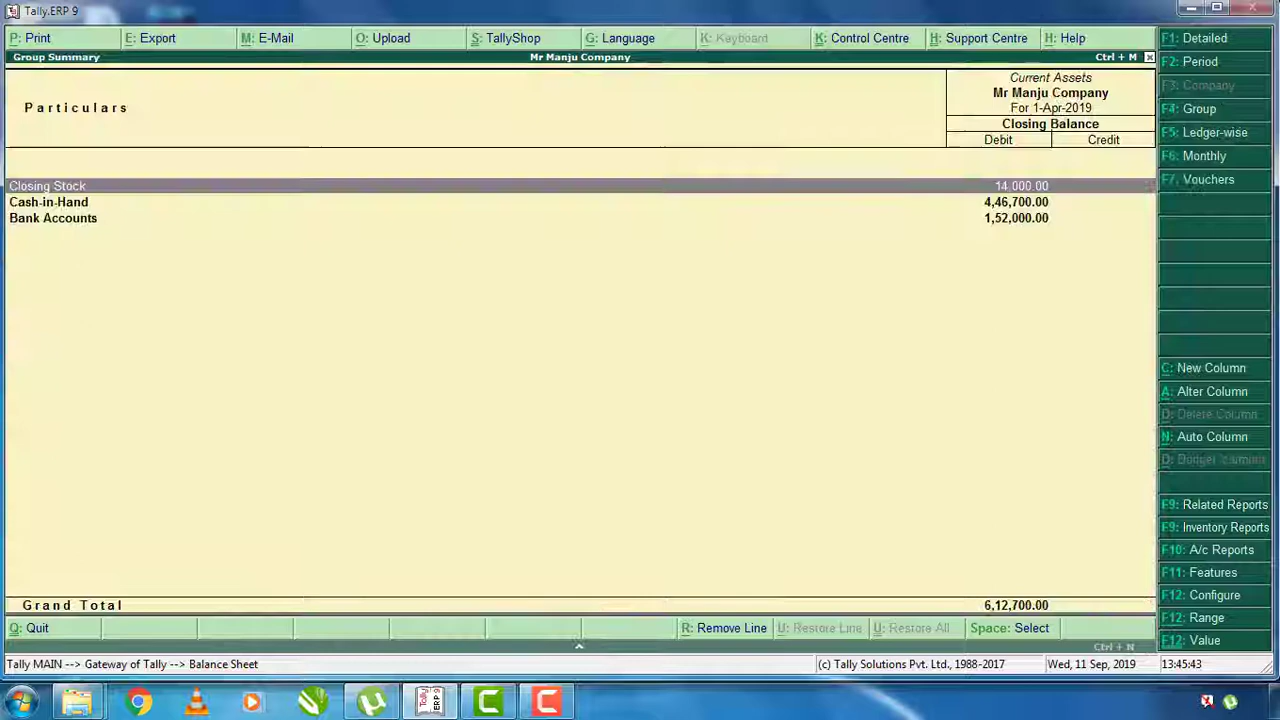 Tally.ERP 9
P: Print E: Export M: E-Mail O: Upload S: TallyShop G: Language K: Keyboard K: Control Centre H: Support Centre H: Help
Group Summary Mr Manju Company Ctrl + M
Particulars
Current Assets
Mr Manju Company
For 1-Apr-2019
Closing Balance
Debit Credit
Closing Stock 14,000.00
Cash-in-Hand 4,46,700.00
Bank Accounts 1,52,000.00
Grand Total 6,12,700.00
F1: Detailed
F2: Period
F3: Company
F4: Group
F5: Ledger-wise
F6: Monthly
F7: Vouchers
C: New Column
A: Alter Column
D: Delete Column
N: Auto Column
F9: Related Reports
F9: Inventory Reports
F10: A/c Reports
F11: Features
F12: Configure
F12: Range
F12: Value
Q: Quit R: Remove Line U: Restore Line U: Restore All Space: Select
Ctrl + N
Tally MAIN --> Gateway of Tally --> Balance Sheet (c) Tally Solutions Pvt. Ltd., 1988-2017 Wed, 11 Sep, 2019 13:45:43
Tally ERP 9